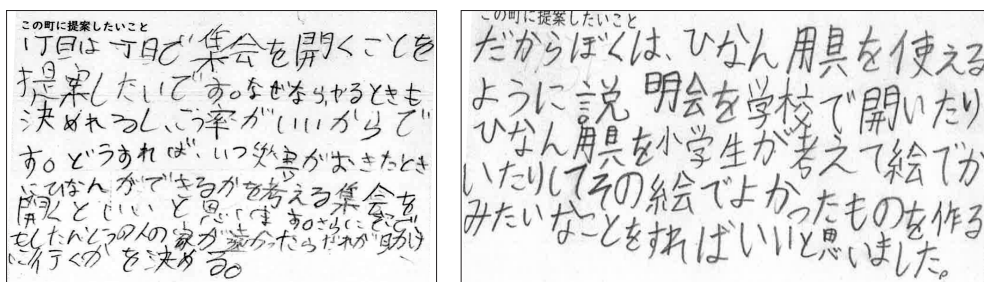 この町に提案したいこと
1丁目は一丁目で集会を開くことを
提案したいです。なぜなら、やるときも
決めれるし、こう率がいいからで
す。どうすれば、いつ災害がおきたとき
にひなんができるかを考える集会を
開くといいと思います。さらに
もしたんとうの人の家が遠かったらだれが助け
に行くかを決める。
この町に提案したいこと
だからぼくは、ひなん用具を使える
ように説明会を学校で開いたり
ひなん用具を小学生が考えて絵でか
いたりしてその絵でよかったものを作る
みたいなことをすればいいと思いました。